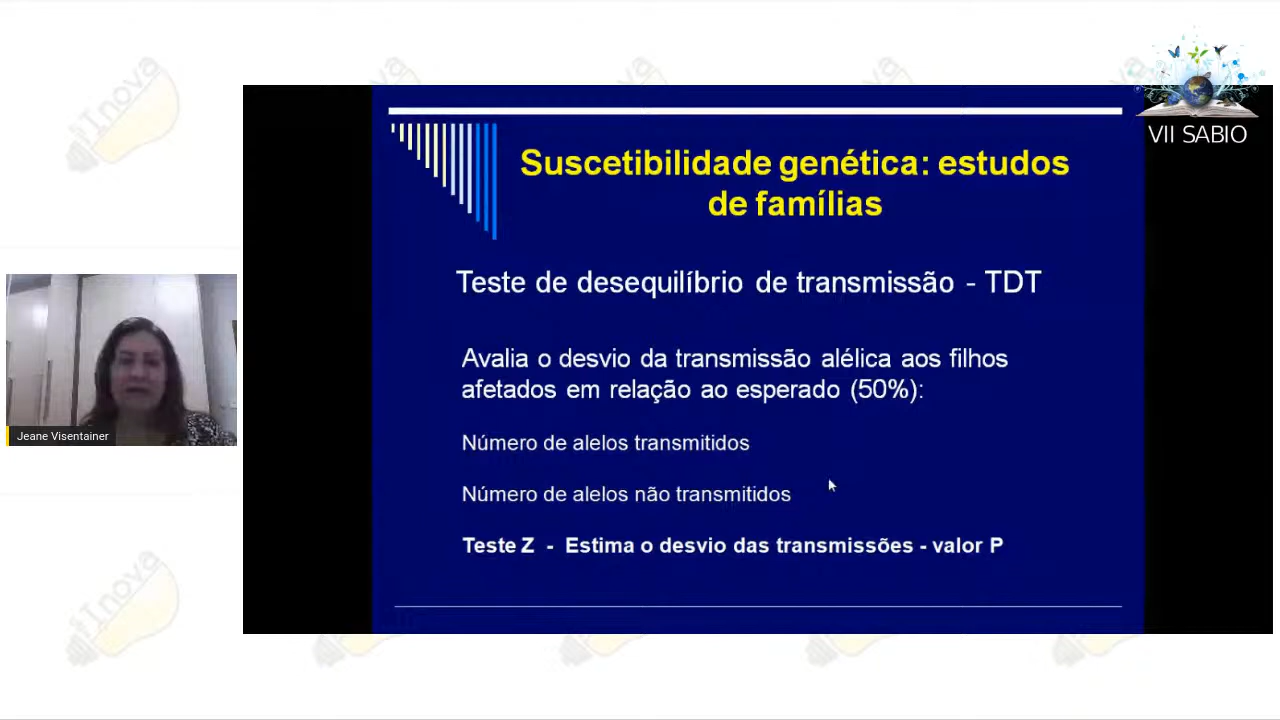 VII SABIO
Suscetibilidade genética: estudos
de famílias
Teste de desequilíbrio de transmissão - TDT
Avalia o desvio da transmissão alélica aos filhos
afetados em relação ao esperado (50%):
Número de alelos transmitidos
Número de alelos não transmitidos
Teste Z - Estima o desvio das transmissões - valor P
Jeane Visentainer
iInova
iInova